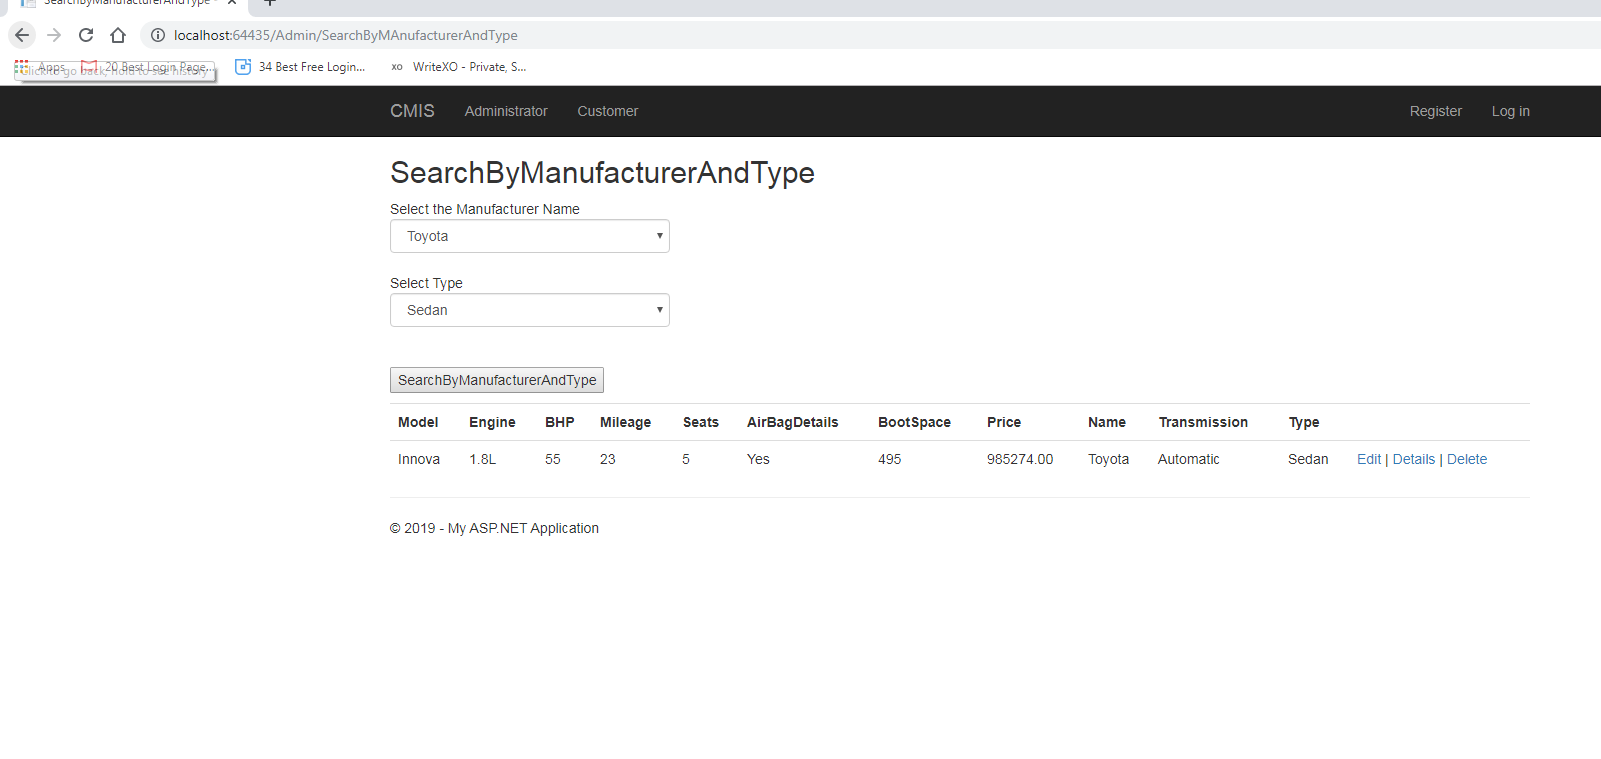 SearchByManufacturerAndType -
localhost:64435/Admin/SearchByMAnufacturerAndType
Apps 20 Best Login Page... 34 Best Free Login... XO WriteXO - Private, S...
Click to go back, hold to see history
CMIS Administrator Customer Register Log in
SearchByManufacturerAndType
Select the Manufacturer Name
Toyota
Select Type
Sedan
SearchByManufacturerAndType
Model Engine BHP Mileage Seats AirBagDetails BootSpace Price Name Transmission Type
Innova 1.8L 55 23 5 Yes 495 985274.00 Toyota Automatic Sedan Edit | Details | Delete
© 2019 - My ASP.NET Application